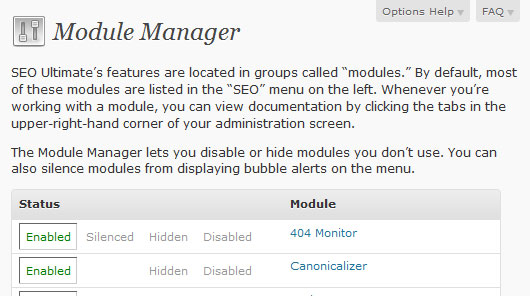 Options Help FAQ
Module Manager
SEO Ultimate’s features are located in groups called “modules.” By default, most
of these modules are listed in the “SEO” menu on the left. Whenever you’re
working with a module, you can view documentation by clicking the tabs in the
upper-right-hand corner of your administration screen.
The Module Manager lets you disable or hide modules you don’t use. You can
also silence modules from displaying bubble alerts on the menu.
Status Module
Enabled Silenced Hidden Disabled 404 Monitor
Enabled Hidden Disabled Canonicalizer